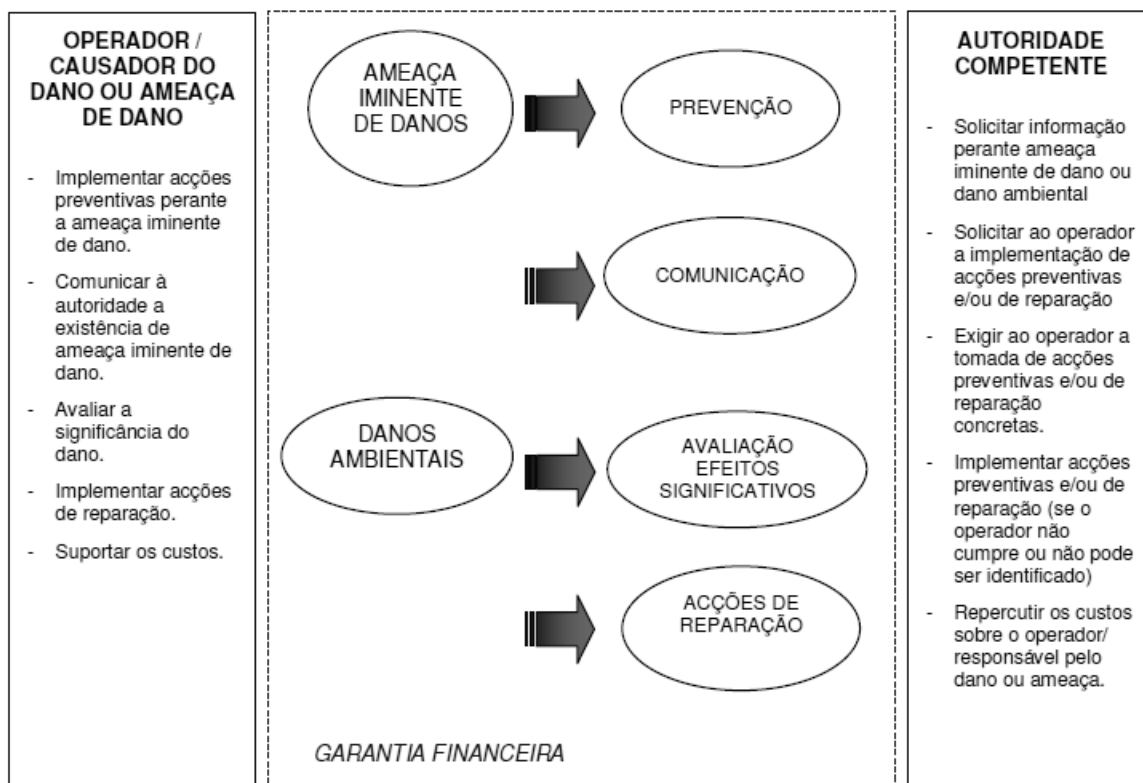 OPERADOR /
CAUSADOR DO
DANO OU AMEAÇA
DE DANO
- Implementar acções
preventivas perante
a ameaça iminente
de dano.
- Comunicar à
autoridade a
existência de
ameaça iminente de
dano.
- Avaliar a
significância do
dano.
- Implementar acções
de reparação.
- Suportar os custos.
AMEAÇA
IMINENTE
DE DANOS
PREVENÇÃO
COMUNICAÇÃO
DANOS
AMBIENTAIS
AVALIAÇÃO
EFEITOS
SIGNIFICATIVOS
ACÇÕES DE
REPARAÇÃO
GARANTIA FINANCEIRA
AUTORIDADE
COMPETENTE
- Solicitar informação
perante ameaça
iminente de dano ou
dano ambiental
- Solicitar ao operador
a implementação de
acções preventivas
e/ou de reparação
- Exigir ao operador a
tomada de acções
preventivas e/ou de
reparação
concretas.
- Implementar acções
preventivas e/ou de
reparação (se o
operador não
cumpre ou não pode
ser identificado)
- Repercutir os custos
sobre o operador/
responsável pelo
dano ou ameaça.